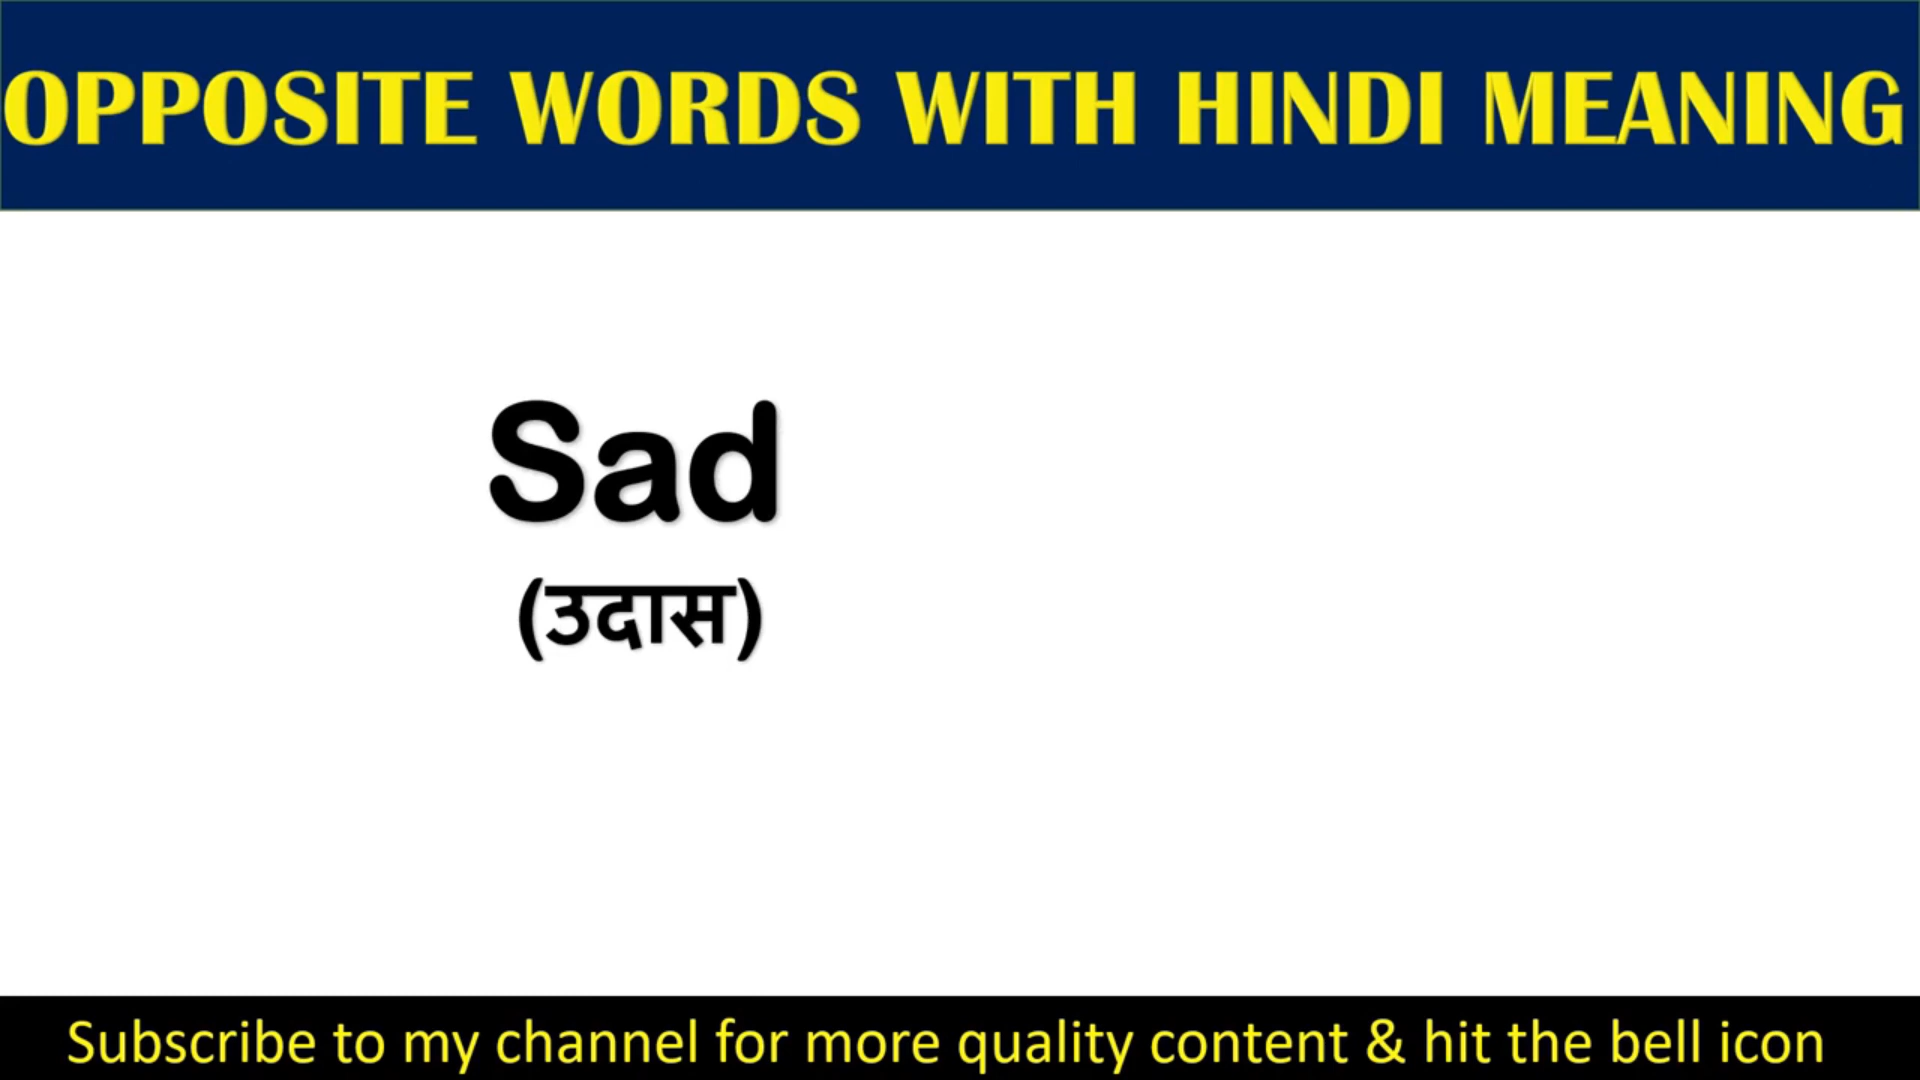 OPPOSITE WORDS WITH HINDI MEANING
Sad
(उदास)
Subscribe to my channel for more quality content & hit the bell icon